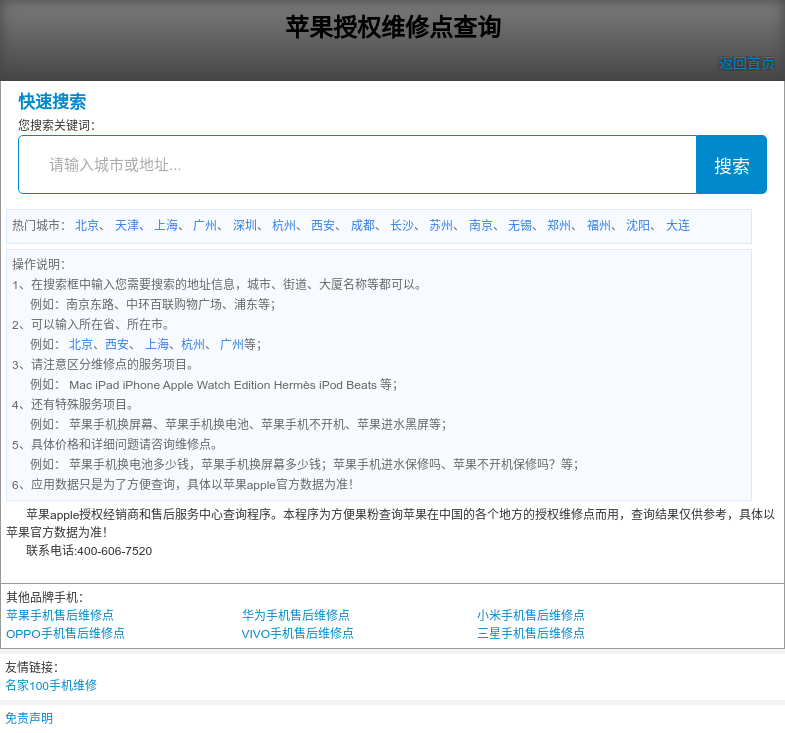 苹果授权维修点查询
返回首页
快速搜索
您搜索关键词：
请输入城市或地址...
搜索
热门城市： 北京、 天津、 上海、 广州、 深圳、 杭州、 西安、 成都、 长沙、 苏州、 南京、 无锡、 郑州、 福州、 沈阳、 大连
操作说明：
1、在搜索框中输入您需要搜索的地址信息，城市、街道、大厦名称等都可以。
例如：南京东路、中环百联购物广场、浦东等；
2、可以输入所在省、所在市。
例如： 北京、西安、 上海、杭州、 广州等；
3、请注意区分维修点的服务项目。
例如： Mac iPad iPhone Apple Watch Edition Hermès iPod Beats 等；
4、还有特殊服务项目。
例如： 苹果手机换屏幕、苹果手机换电池、苹果手机不开机、苹果进水黑屏等；
5、具体价格和详细问题请咨询维修点。
例如： 苹果手机换电池多少钱，苹果手机换屏幕多少钱；苹果手机进水保修吗、苹果不开机保修吗？等；
6、应用数据只是为了方便查询，具体以苹果apple官方数据为准！
苹果apple授权经销商和售后服务中心查询程序。本程序为方便果粉查询苹果在中国的各个地方的授权维修点而用，查询结果仅供参考，具体以
苹果官方数据为准！
联系电话:400-606-7520
其他品牌手机：
苹果手机售后维修点 华为手机售后维修点 小米手机售后维修点
OPPO手机售后维修点 VIVO手机售后维修点 三星手机售后维修点
友情链接：
名家100手机维修
免责声明